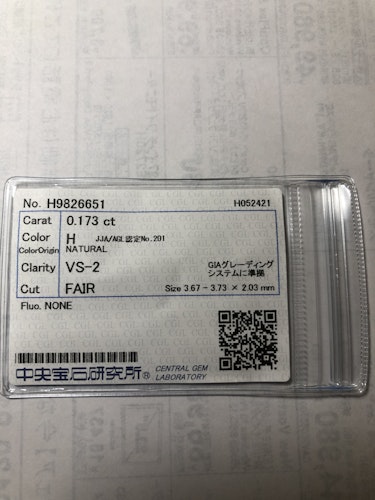 No. H9826651 H052421
Carat 0.173 ct
Color H JJA/AGL認定No.201
ColorOrigin NATURAL
Clarity VS-2 GIAグレーディング
システムに準拠
Cut FAIR Size 3.67 - 3.73 × 2.03 mm
Fluo. NONE
中央宝石研究所® CENTRAL GEM
LABORATORY